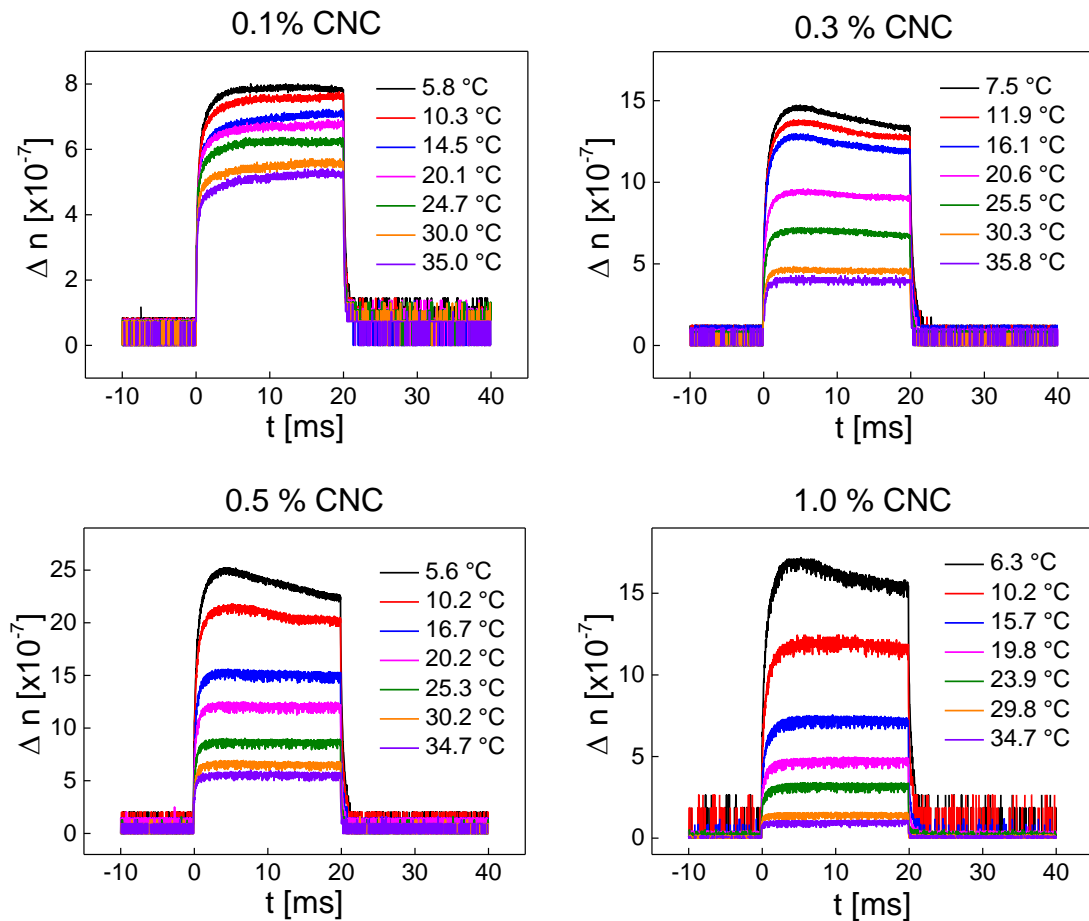 0.1% CNC
Δ n [x10-7]
8
6
4
2
0
5.8 °C
10.3 °C
14.5 °C
20.1 °C
24.7 °C
30.0 °C
35.0 °C
-10 0 10 20 30 40
t [ms]
0.3 % CNC
Δ n [x10-7]
15
10
5
0
7.5 °C
11.9 °C
16.1 °C
20.6 °C
25.5 °C
30.3 °C
35.8 °C
-10 0 10 20 30 40
t [ms]
0.5 % CNC
Δ n [x10-7]
25
20
15
10
5
0
5.6 °C
10.2 °C
16.7 °C
20.2 °C
25.3 °C
30.2 °C
34.7 °C
-10 0 10 20 30 40
t [ms]
1.0 % CNC
Δ n [x10-7]
15
10
5
0
6.3 °C
10.2 °C
15.7 °C
19.8 °C
23.9 °C
29.8 °C
34.7 °C
-10 0 10 20 30 40
t [ms]